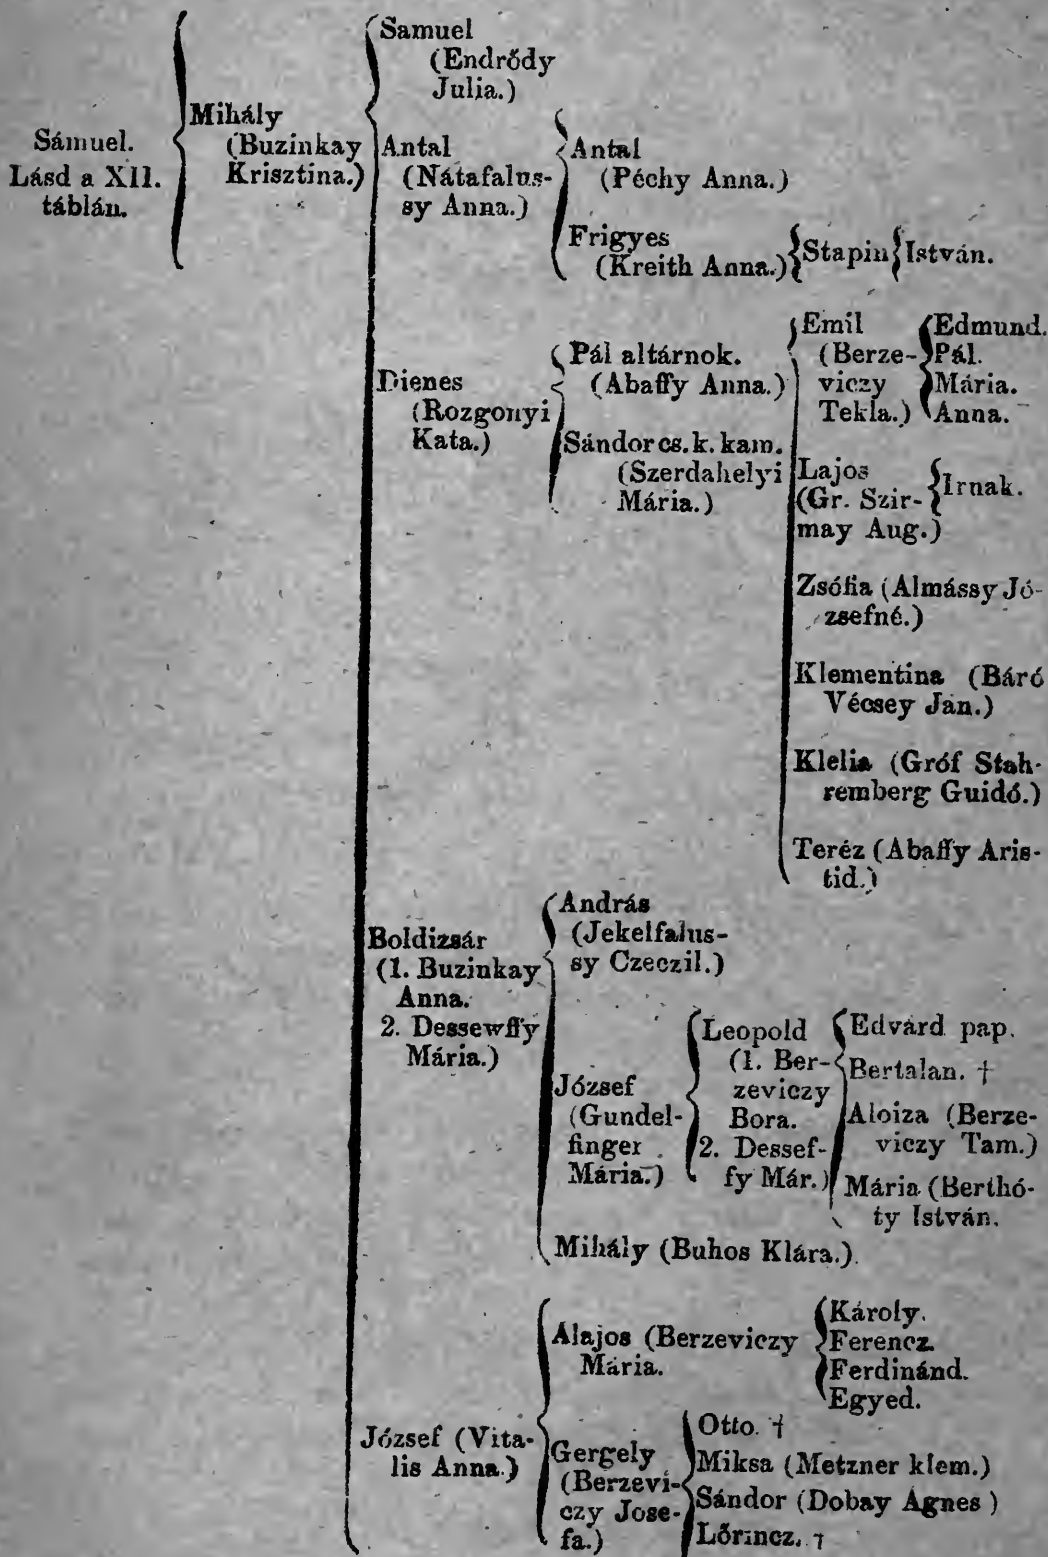 Sámuel.
Lásd a XII.
táblán.
Mihály
(Buzinkay
Krisztina.)
Samuel
(Endrődy
Julia.)
Antal
(Nátafalus-
sy Anna.)
Antal
(Péchy Anna.)
Frigyes
(Kreith Anna.)
Stapin
István.
Dienes
(Rozgonyi
Kata.)
Pál altárnok.
(Abaffy Anna.)
Sándor cs. k. kam.
(Szerdahelyi
Mária.)
Emil
(Berze-
viczy
Tekla.)
Edmund.
Pál.
Mária.
Anna.
Lajos
(Gr. Szir-
may Aug.)
Irnak.
Zsófia (Almássy Jó-
zsefné.)
Klementina (Báró
Vécsey Ján.)
Klelia (Gróf Stah-
remberg Guidó.)
Teréz (Abaffy Aris-
tid.)
Boldizsár
(1. Buzinkay
Anna.
2. Dessewffy
Mária.)
András
(Jekelfalus-
sy Czeczil.)
József
(Gundel-
finger
Mária.)
Leopold
(1. Ber-
zeviczy
Bora.
2. Dessef-
fy Már.)
Edvárd pap.
Bertalan. †
Aloiza (Berze-
viczy Tam.)
Mária (Berthó-
ty István.
Mihály (Buhos Klára.)
József (Vita-
lis Anna.)
Alajos (Berzeviczy
Mária.
Károly.
Ferencz.
Ferdinánd.
Egyed.
Gergely
(Berzevi-
czy Jose-
fa.)
Otto. †
Miksa (Metzner klem.)
Sándor (Dobay Ágnes )
Lőrincz. †